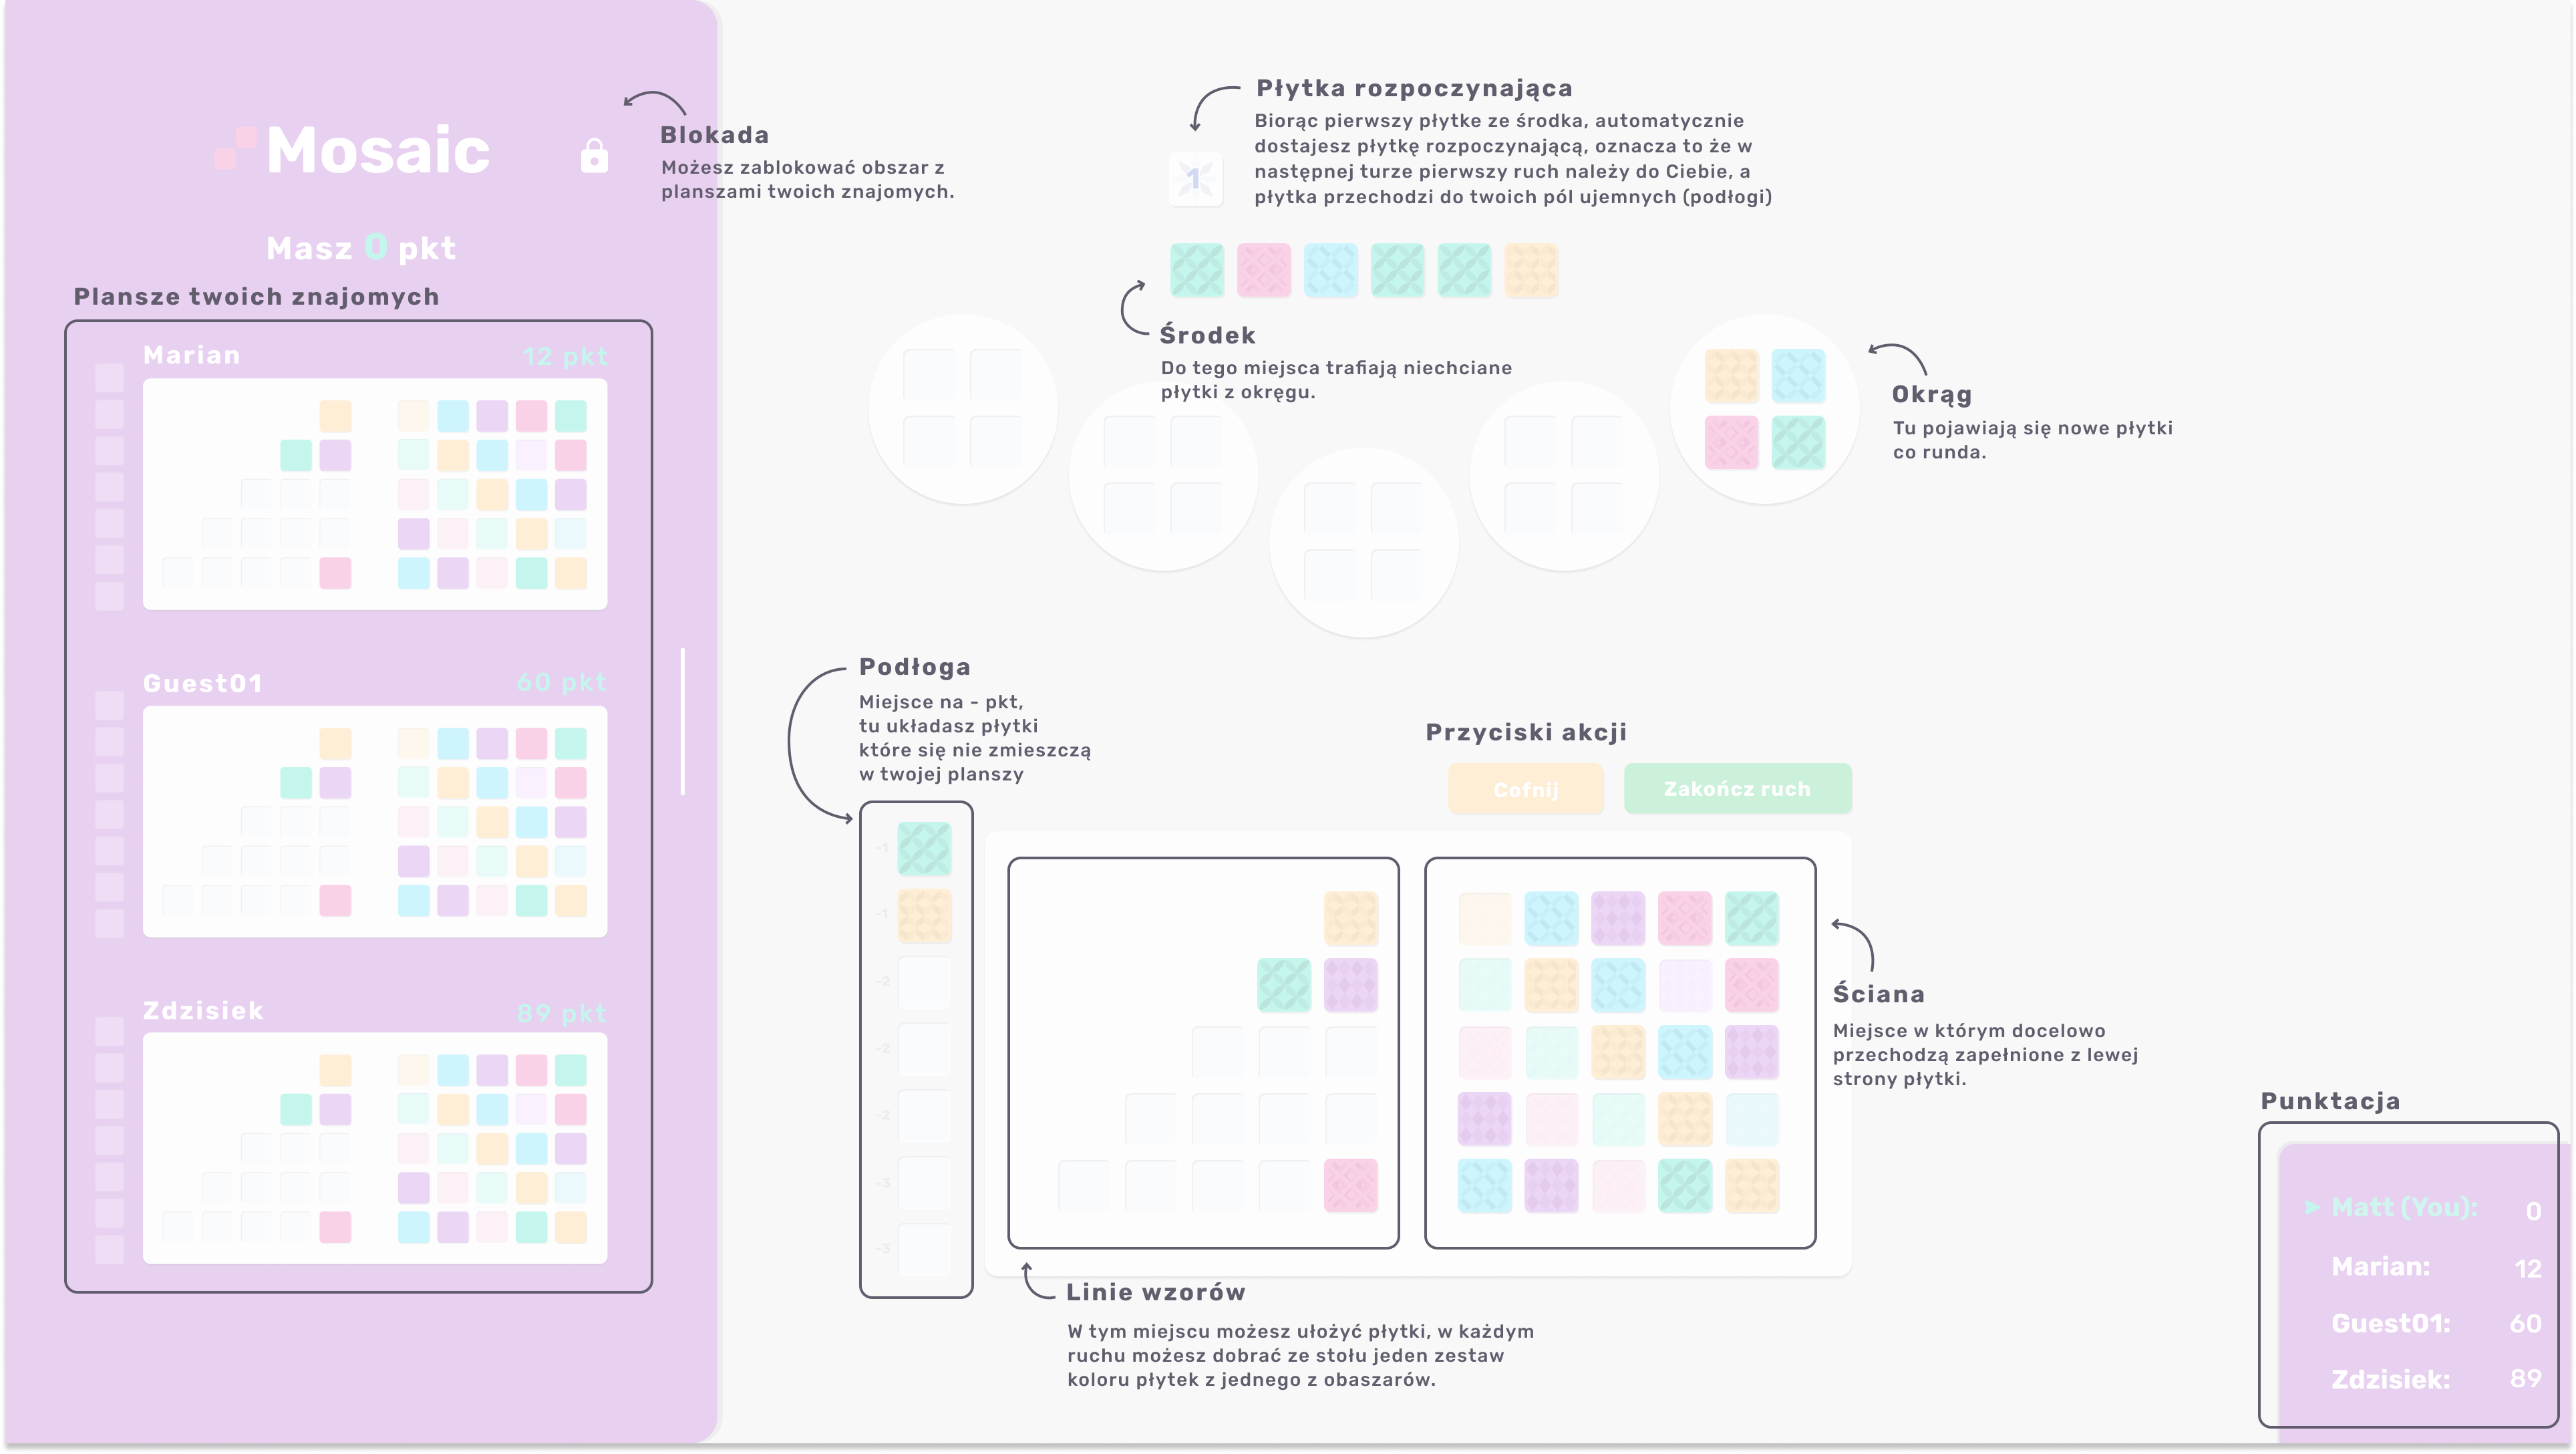 Mosaic
Blokada
Możesz zablokować obszar z
planszami twoich znajomych.
Masz 0 pkt
Plansze twoich znajomych
Marian 12 pkt
Guest01 60 pkt
Zdzisiek 89 pkt
Płytka rozpoczynająca
Biorąc pierwszy płytke ze środka, automatycznie
dostajesz płytkę rozpoczynającą, oznacza to że w
następnej turze pierwszy ruch należy do Ciebie, a
płytka przechodzi do twoich pól ujemnych (podłogi)
1
Środek
Do tego miejsca trafiają niechciane
płytki z okręgu.
Okrąg
Tu pojawiają się nowe płytki
co runda.
Podłoga
Miejsce na - pkt,
tu układasz płytki
które się nie zmieszczą
w twojej planszy
Przyciski akcji
Cofnij
Zakończ ruch
-1
-1
-2
-2
-2
-3
-3
Ściana
Miejsce w którym docelowo
przechodzą zapełnione z lewej
strony płytki.
Linie wzorów
W tym miejscu możesz ułożyć płytki, w każdym
ruchu możesz dobrać ze stołu jeden zestaw
koloru płytek z jednego z obaszarów.
Punktacja
Matt (You): 0
Marian: 12
Guest01: 60
Zdzisiek: 89